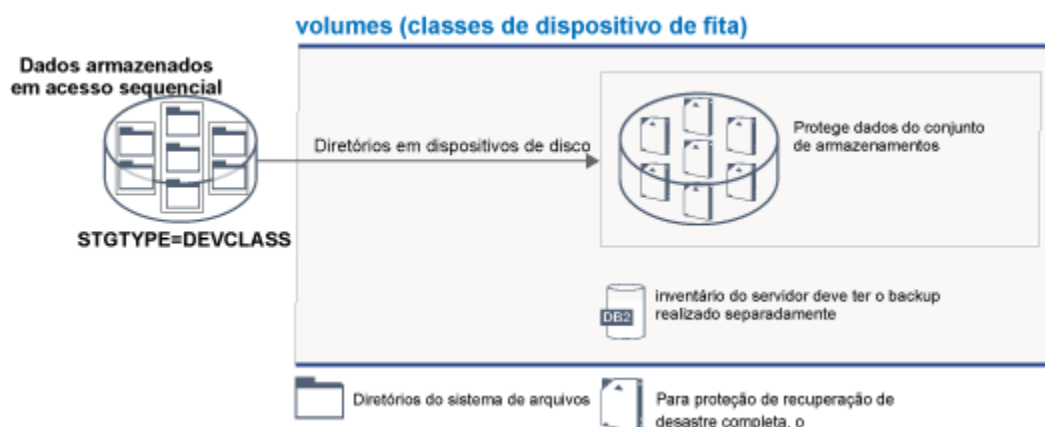 volumes (classes de dispositivo de fita)
Dados armazenados
em acesso sequencial
STGTYPE=DEVCLASS
Diretórios em dispositivos de disco
Protege dados do conjunto
de armazenamentos
DB2
inventário do servidor deve ter o backup
realizado separadamente
Diretórios do sistema de arquivos
Para proteção de recuperação de
desastre completa, o